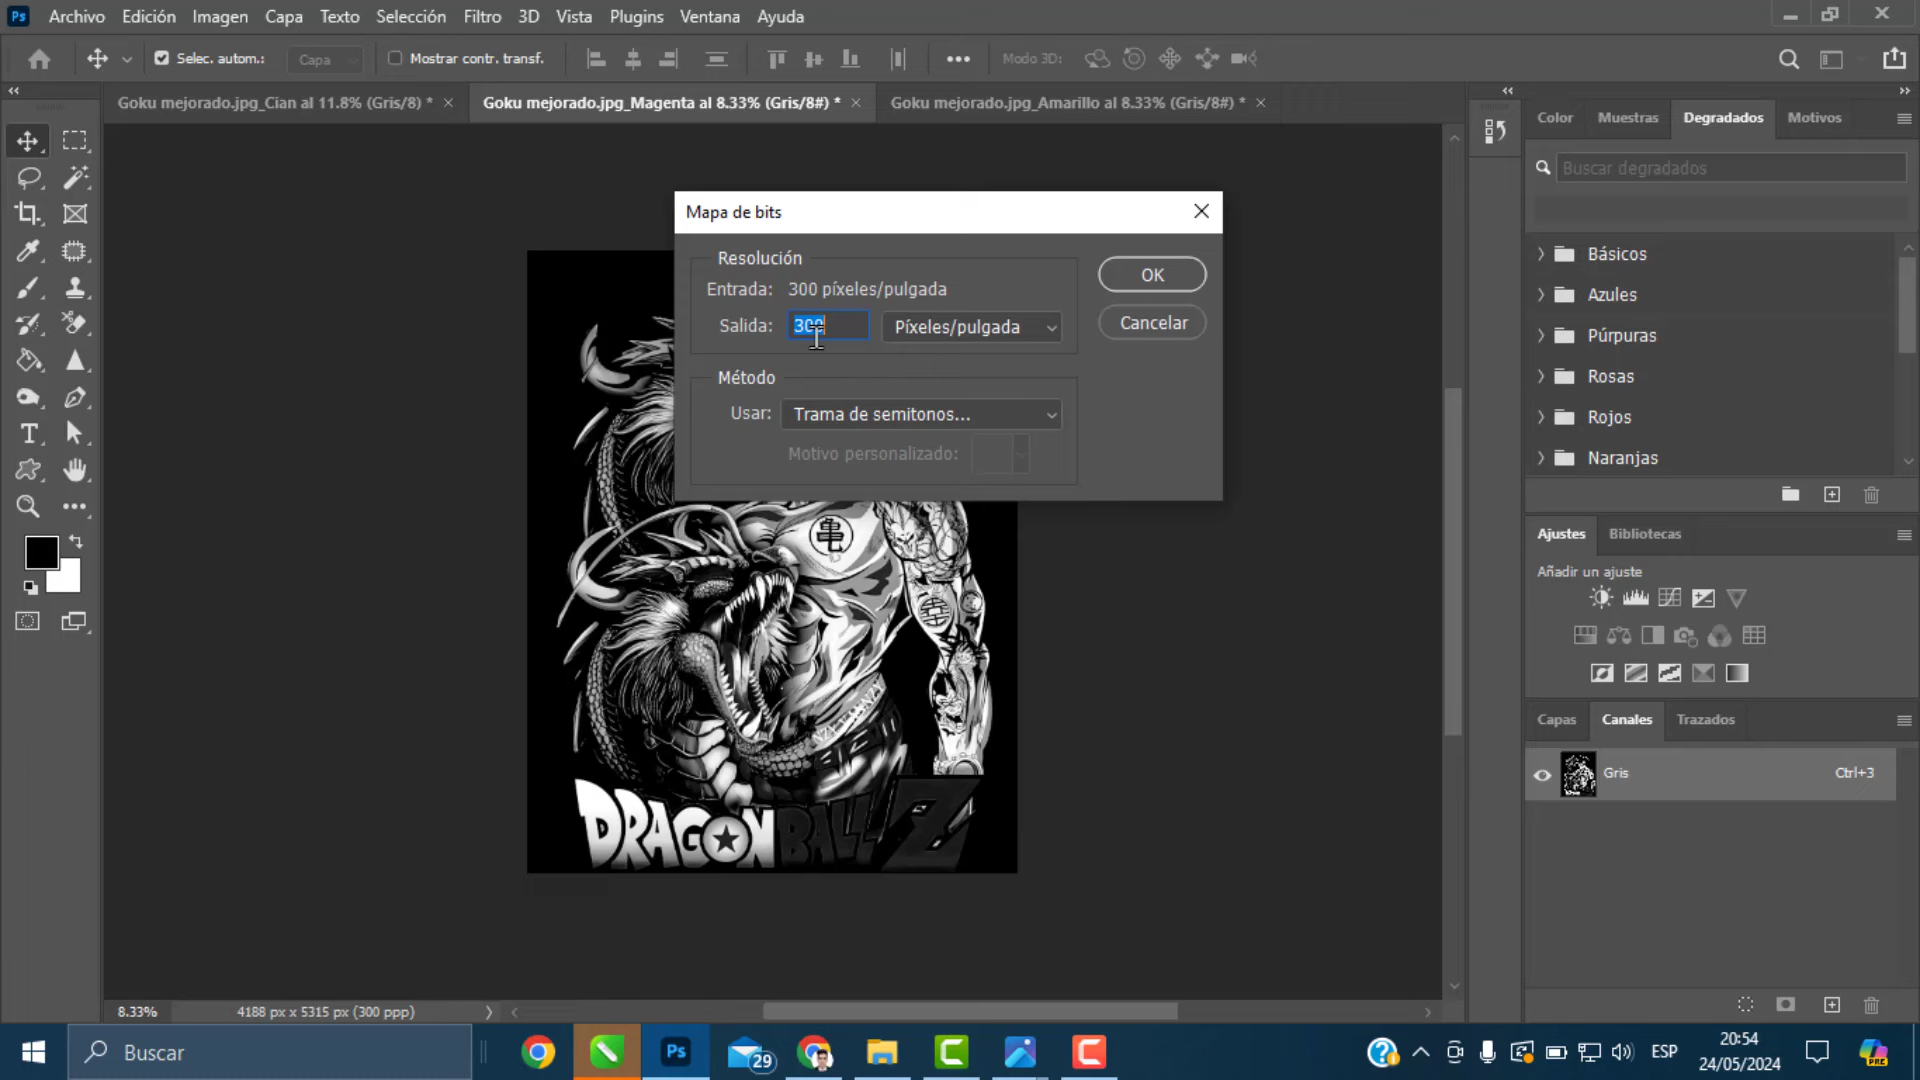 Ps Archivo Edición Imagen Capa Texto Selección Filtro 3D Vista Plugins Ventana Ayuda
Selec. autom.: Capa Mostrar contr. transf. Modo 3D:
Goku mejorado.jpg_Cian al 11.8% (Gris/8) * Goku mejorado.jpg_Magenta al 8.33% (Gris/8#) * Goku mejorado.jpg_Amarillo al 8.33% (Gris/8#) *
Color Muestras Degradados Motivos
Buscar degradados
Básicos
Azules
Púrpuras
Rosas
Rojos
Naranjas
Mapa de bits
Resolución
Entrada: 300 píxeles/pulgada
Salida: 300 Píxeles/pulgada
OK
Cancelar
Método
Usar: Trama de semitonos...
Motivo personalizado:
亀
DRAGON BALL Z
Ajustes Bibliotecas
Añadir un ajuste
Capas Canales Trazados
Gris Ctrl+3
8.33% 4188 px x 5315 px (300 ppp)
Buscar
Ps
29
ESP
20:54
24/05/2024